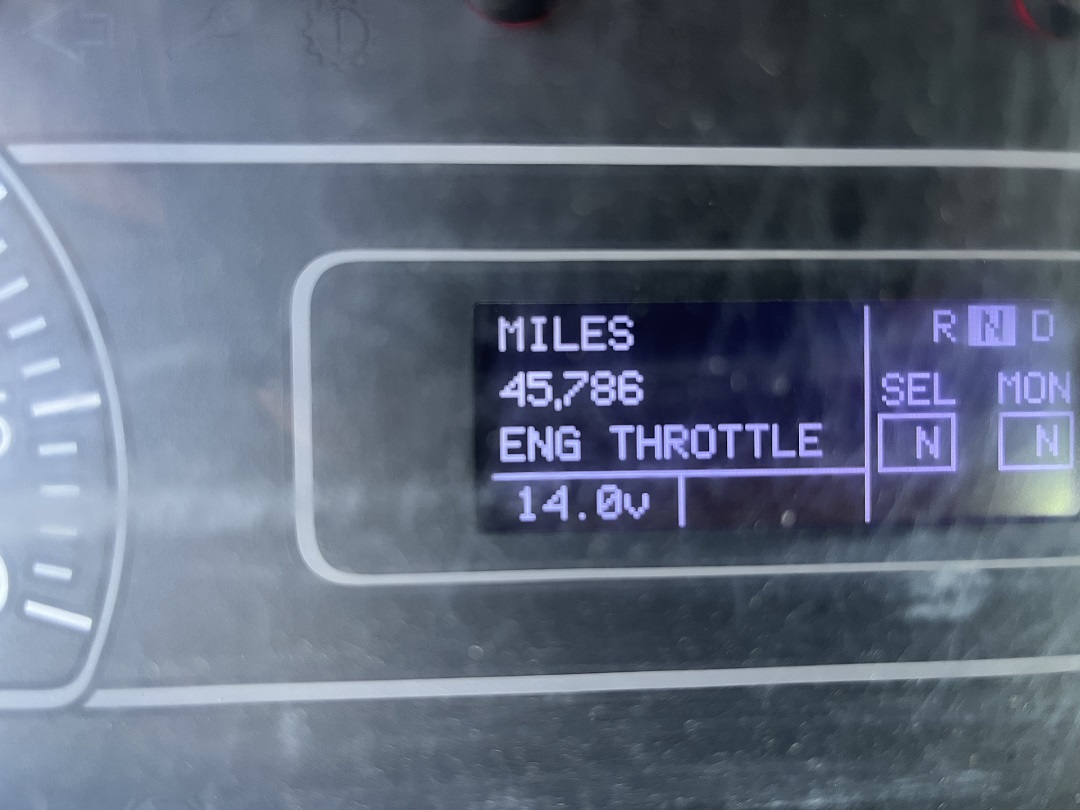 MILES
45,786
ENG THROTTLE
14.0v
R N D
SEL MON
N N